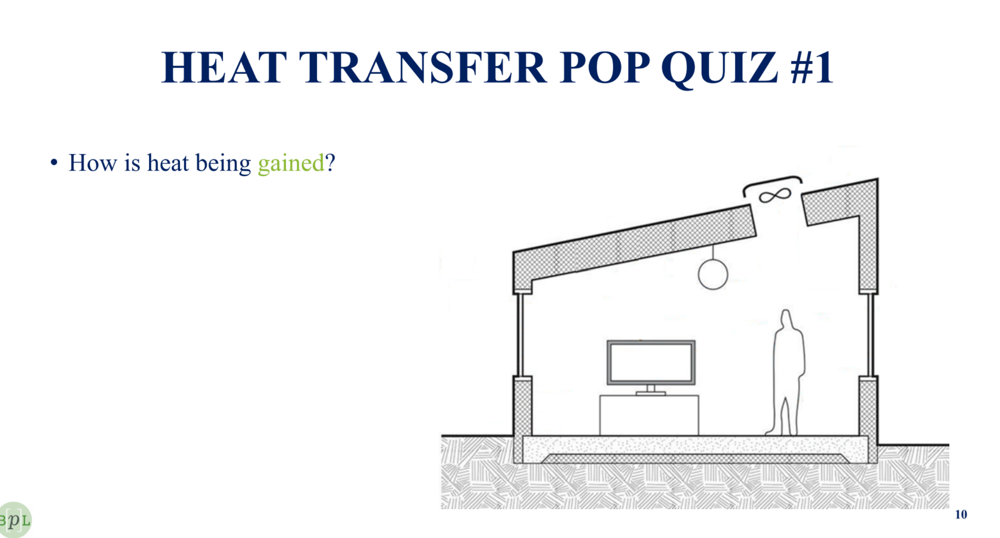 HEAT TRANSFER POP QUIZ #1
• How is heat being gained?
B[p]L
10